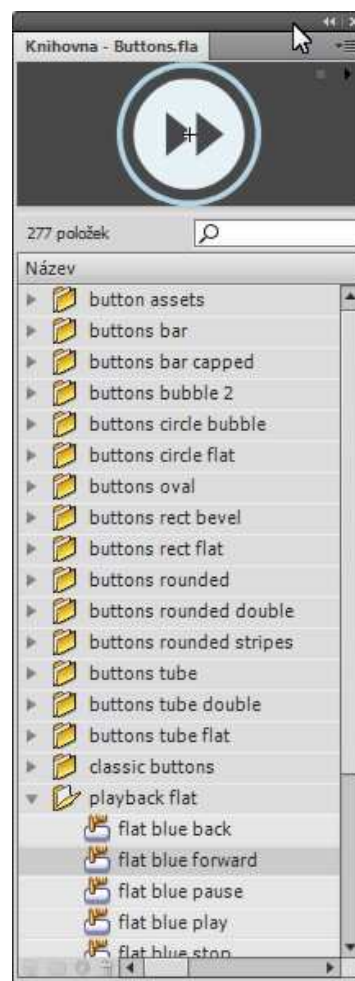 Knihovna - Buttons.fla
277 položek
Název
button assets
buttons bar
buttons bar capped
buttons bubble 2
buttons circle bubble
buttons circle flat
buttons oval
buttons rect bevel
buttons rect flat
buttons rounded
buttons rounded double
buttons rounded stripes
buttons tube
buttons tube double
buttons tube flat
classic buttons
playback flat
flat blue back
flat blue forward
flat blue pause
flat blue play
flat blue stop